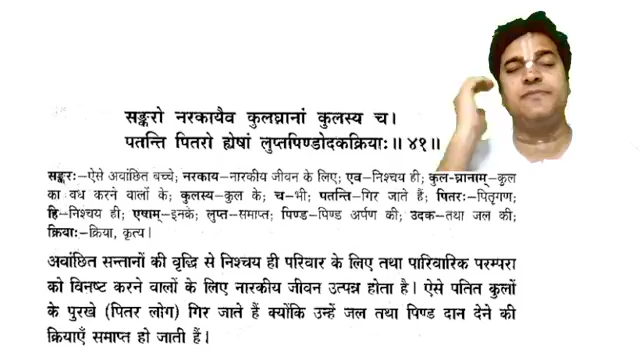 सङ्करो नरकायैव कुलघ्नानां कुलस्य च।
पतन्ति पितरो ह्येषां लुप्तपिण्डोदकक्रियाः॥ ४१॥
सङ्करः–ऐसे अवांछित बच्चे; नरकाय–नारकीय जीवन के लिए; एव–निश्चय ही; कुल-घ्नानाम्–कुल
का वध करने वालों के; कुलस्य–कुल के; च–भी; पतन्ति–गिर जाते हैं; पितरः–पितृगण;
हि–निश्चय ही; एषाम्–इनके; लुप्त–समाप्त; पिण्ड–पिण्ड अर्पण की; उदक–तथा जल की;
क्रियाः–क्रिया, कृत्य।
अवांछित सन्तानों की वृद्धि से निश्चय ही परिवार के लिए तथा पारिवारिक परम्परा
को विनष्ट करने वालों के लिए नारकीय जीवन उत्पन्न होता है। ऐसे पतित कुलों
के पुरखे (पितर लोग) गिर जाते हैं क्योंकि उन्हें जल तथा पिण्ड दान देने की
क्रियाएँ समाप्त हो जाती हैं।